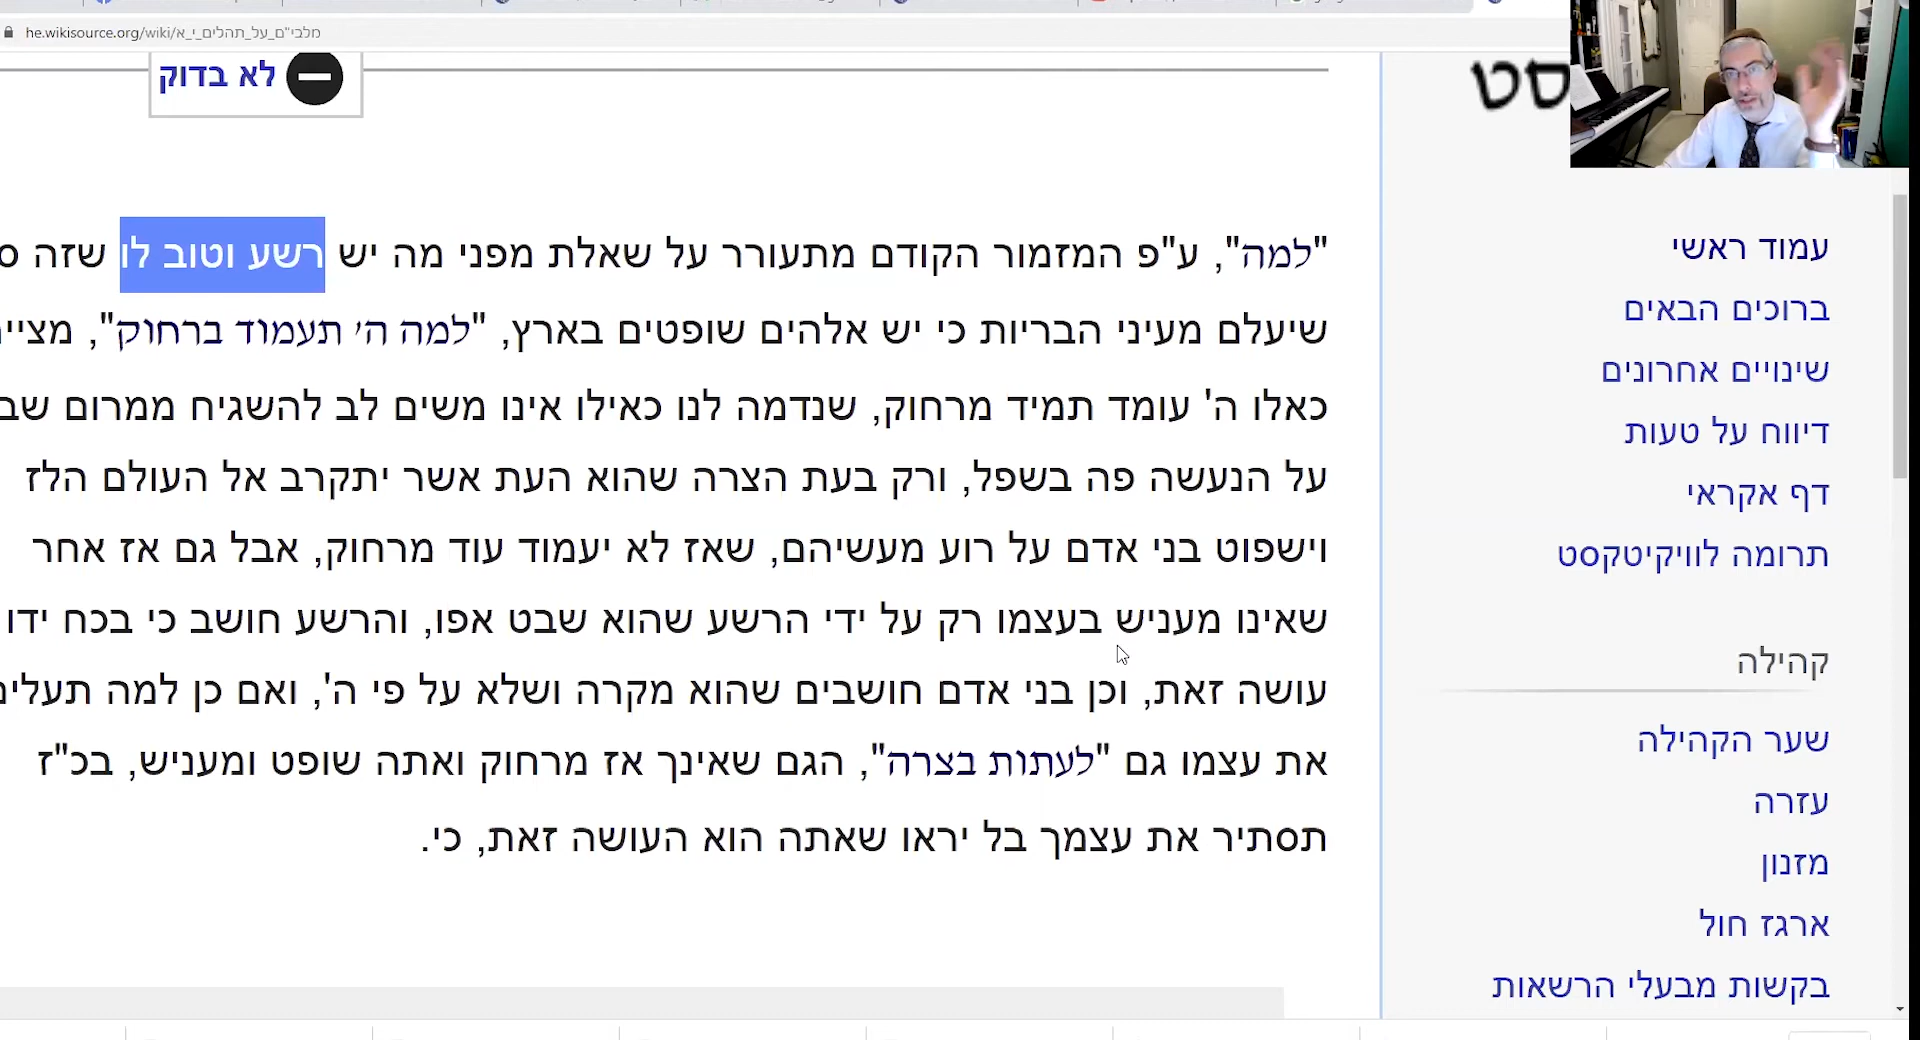 he.wikisource.org/wiki/מלבי"ם_על_תהלים_י_א
לא בדוק
"למה", ע"פ המזמור הקודם מתעורר על שאלת מפני מה יש רשע וטוב לו שזה
שיעלם מעיני הבריות כי יש אלהים שופטים בארץ, "למה ה' תעמוד ברחוק",
כאלו ה' עומד תמיד מרחוק, שנדמה לנו כאילו אינו משים לב להשגיח ממרום
על הנעשה פה בשפל, ורק בעת הצרה שהוא העת אשר יתקרב אל העולם הלז
וישפוט בני אדם על רוע מעשיהם, שאז לא יעמוד עוד מרחוק, אבל גם אז אחר
שאינו מעניש בעצמו רק על ידי הרשע שהוא שבט אפו, והרשע חושב כי בכח ידו
עושה זאת, וכן בני אדם חושבים שהוא מקרה ושלא על פי ה', ואם כן למה
את עצמו גם "לעתות בצרה", הגם שאינך אז מרחוק ואתה שופט ומעניש, בכ"ז
תסתיר את עצמך בל יראו שאתה הוא העושה זאת, כי.
עמוד ראשי
ברוכים הבאים
שינויים אחרונים
דיווח על טעות
דף אקראי
תרומה לוויקיטקסט
קהילה
שער הקהילה
עזרה
מזנון
ארגז חול
בקשות מבעלי הרשאות